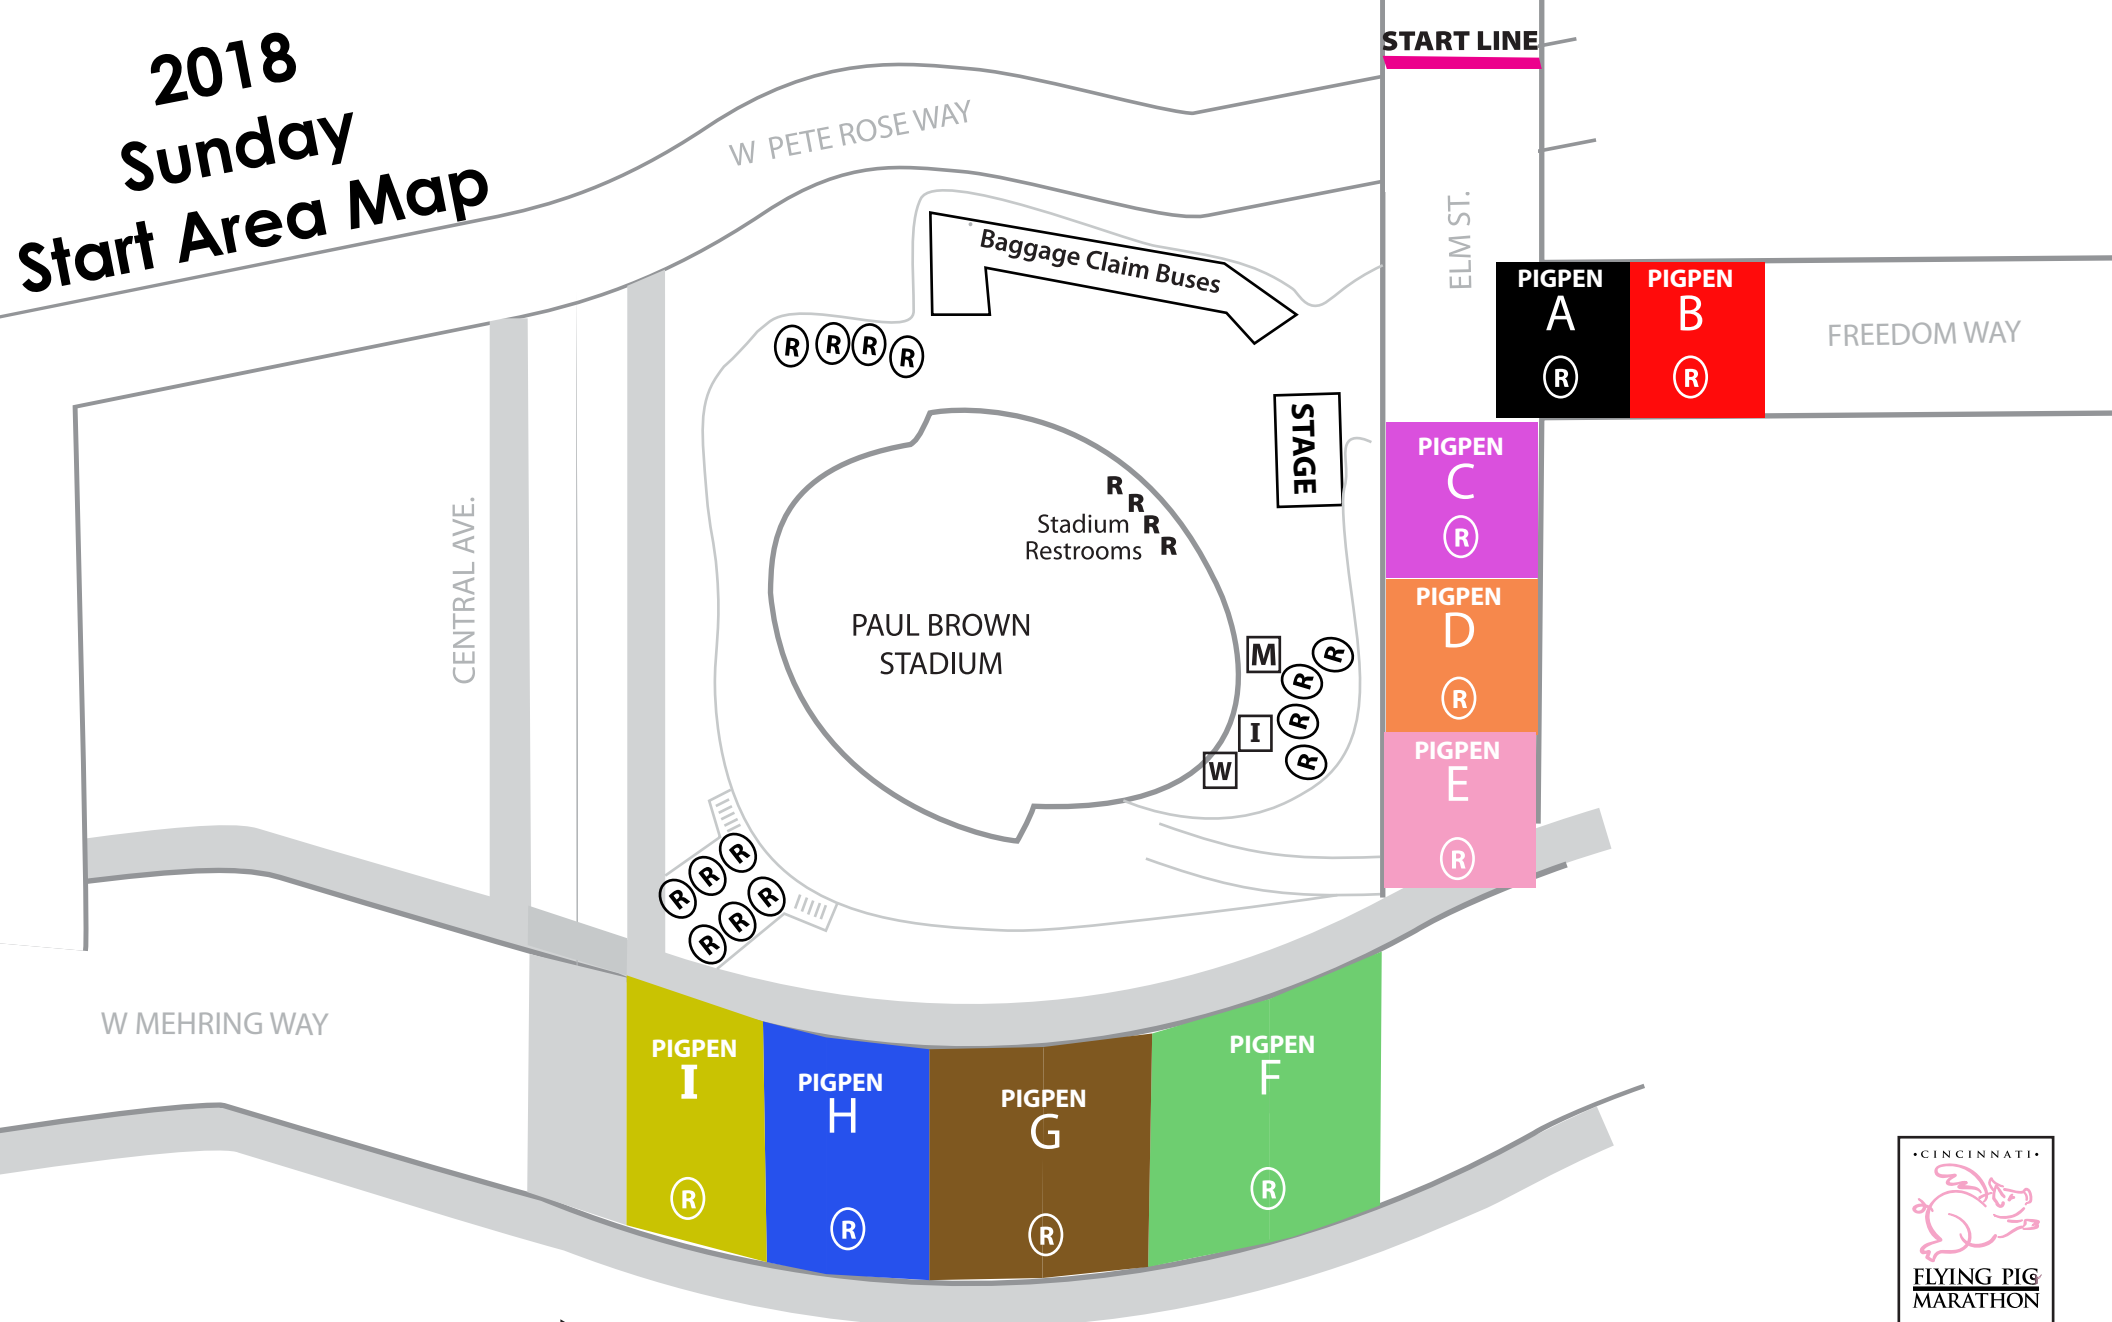 2018
Sunday
Start Area Map
START LINE
W PETE ROSE WAY
ELM ST.
Baggage Claim Buses
PIGPEN
A
R
PIGPEN
B
R
FREEDOM WAY
R R R R
STAGE
PIGPEN
C
R
R
R
R
R
Stadium
Restrooms
CENTRAL AVE.
PAUL BROWN
STADIUM
PIGPEN
D
R
M
I
W
R
R
R
R
PIGPEN
E
R
R
R
R
R
R
R
W MEHRING WAY
PIGPEN
I
R
PIGPEN
H
R
PIGPEN
G
R
PIGPEN
F
R
•CINCINNATI•
FLYING PIG
MARATHON